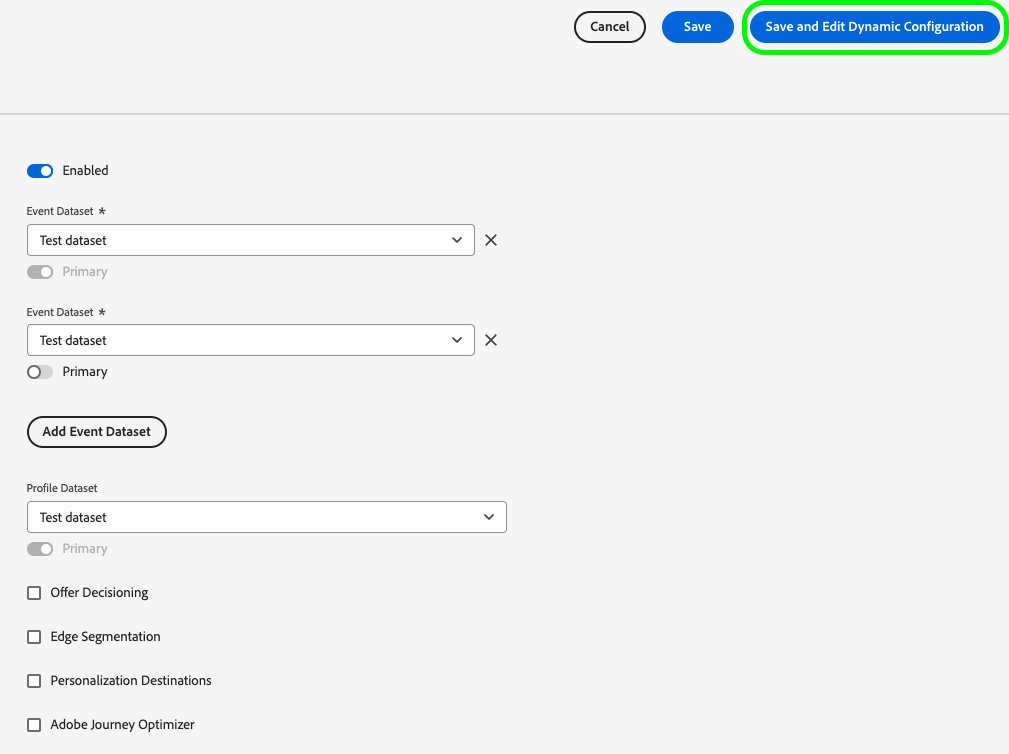 Cancel
Save
Save and Edit Dynamic Configuration
Enabled
Event Dataset *
Test dataset
Primary
Event Dataset *
Test dataset
Primary
Add Event Dataset
Profile Dataset
Test dataset
Primary
Offer Decisioning
Edge Segmentation
Personalization Destinations
Adobe Journey Optimizer